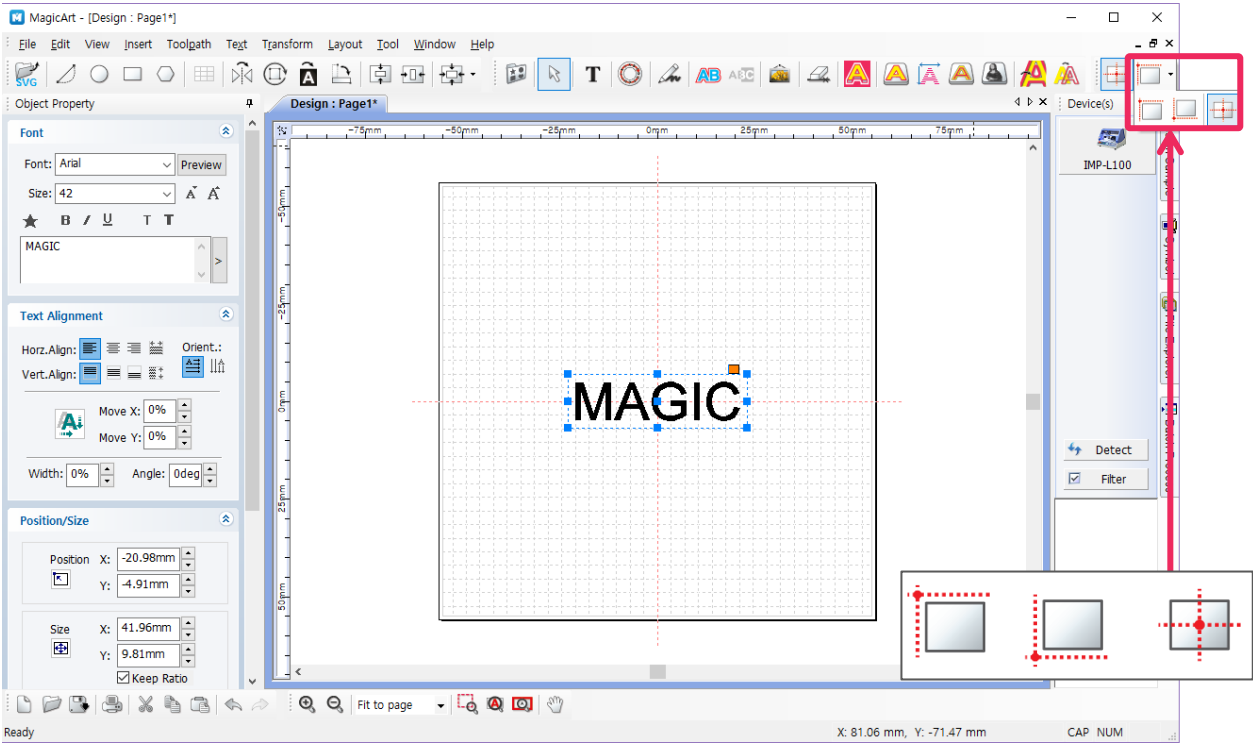 MagicArt - [Design : Page1*]
File Edit View Insert Toolpath Text Transform Layout Tool Window Help
SVG A T AB ABC A A A A
Object Property
Design : Page1*
Device(s)
Font
-75mm -50mm -25mm 0mm 25mm 50mm 75mm
Font: Arial Preview
IMP-L100
Size: 42 A A
B I U T T
-50mm
MAGIC
>
-25mm
Text Alignment
Horz.Align: Orient.:
Vert.Align:
MAGIC
0mm
Move X: 0%
Move Y: 0%
Detect
Width: 0% Angle: 0deg
Filter
25mm
Position/Size
Position X: -20.98mm
Y: -4.91mm
50mm
Size X: 41.96mm
Y: 9.81mm
Keep Ratio
Fit to page
Ready
X: 81.06 mm, Y: -71.47 mm
CAP NUM